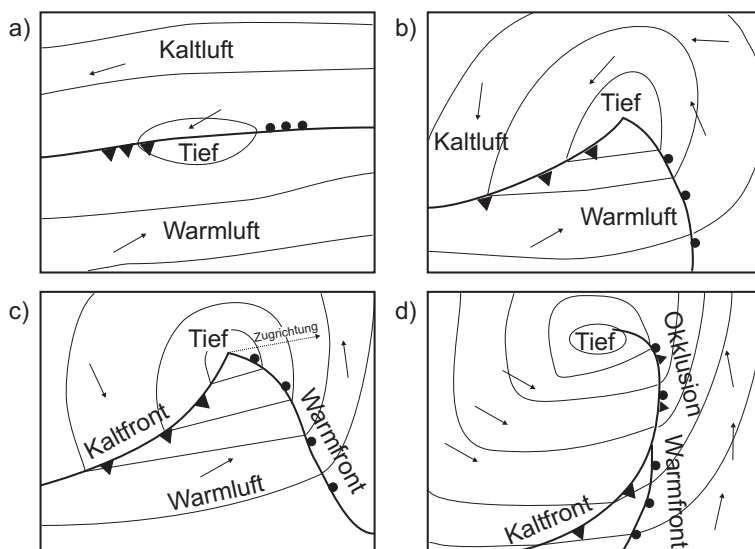 a)
Kaltluft
Tief
Warmluft
b)
Tief
Kaltluft
Warmluft
c)
Tief
Zugrichtung
Kaltfront
Warmfront
Warmluft
d)
Tief
Okklusion
Warmfront
Kaltfront